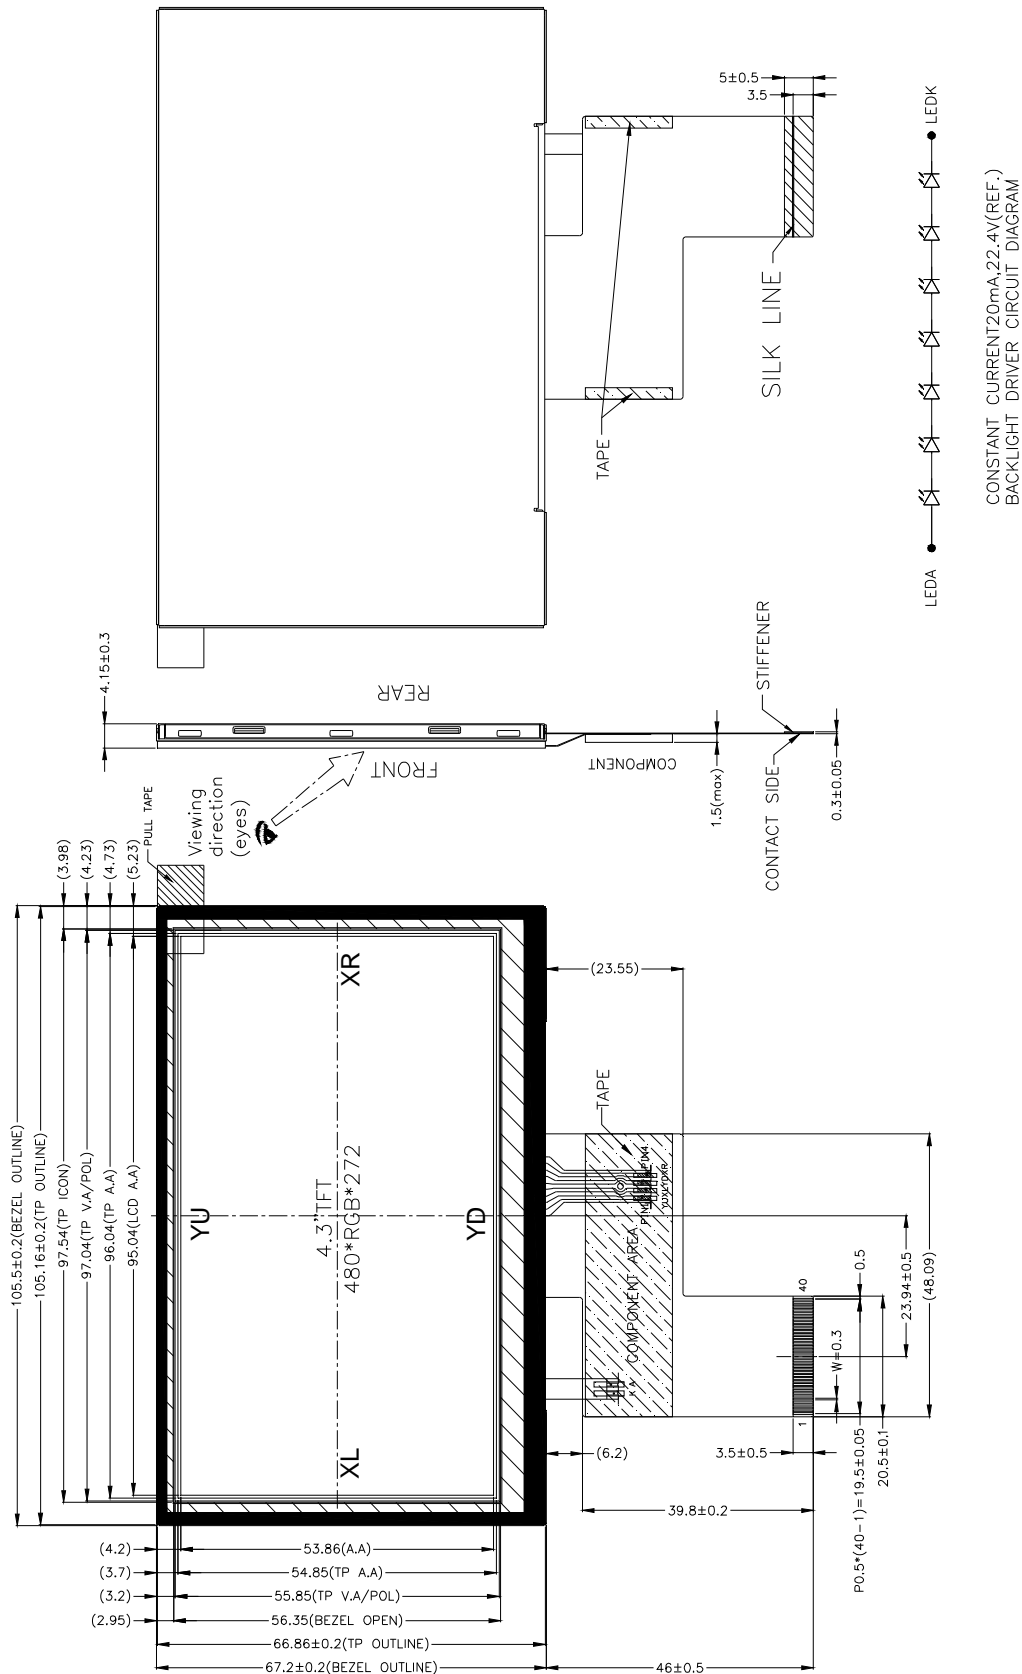 5±0.5
3.5
SILK LINE
TAPE
LEDA
LEDK
CONSTANT CURRENT20mA,22.4V(REF.)
BACKLIGHT DRIVER CIRCUIT DIAGRAM
4.15±0.3
REAR
FRONT
Viewing
direction
(eyes)
PULL TAPE
COMPONENT
1.5(max)
CONTACT SIDE
STIFFENER
0.3±0.05
105.5±0.2(BEZEL OUTLINE)
105.16±0.2(TP OUTLINE)
97.54(TP ICON)
97.04(TP V.A/POL)
96.04(TP A.A)
95.04(LCD A.A)
(3.98)
(4.23)
(4.73)
(5.23)
YU
XR
4.3"TFT
480*RGB*272
YD
XL
(23.55)
TAPE
COMPONENT AREA
K A
YUXLYDXR
40
1
0.5
W=0.3
23.94±0.5
(48.09)
(6.2)
3.5±0.5
39.8±0.2
P0.5*(40-1)=19.5±0.05
20.5±0.1
(4.2)
53.86(A.A)
(3.7)
54.85(TP A.A)
(3.2)
55.85(TP V.A/POL)
(2.95)
56.35(BEZEL OPEN)
66.86±0.2(TP OUTLINE)
67.2±0.2(BEZEL OUTLINE)
46±0.5